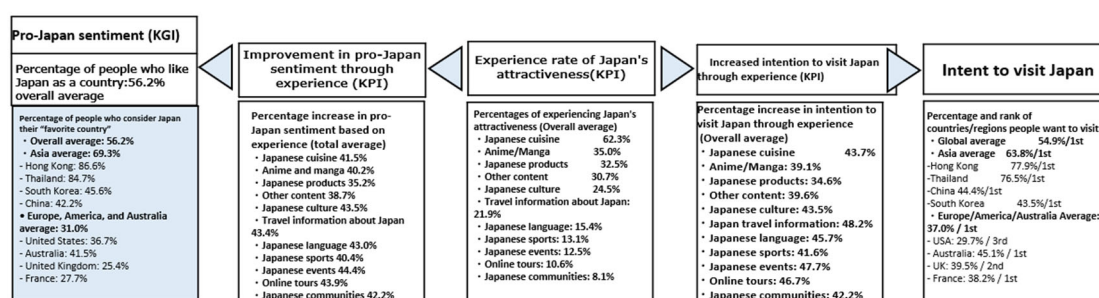 Pro-Japan sentiment (KGI)
Percentage of people who like
Japan as a country:56.2%
overall average
Percentage of people who consider Japan
their "favorite country"
・Overall average: 56.2%
・Asia average: 69.3%
- Hong Kong: 86.6%
- Thailand: 84.7%
- South Korea: 45.6%
- China: 42.2%
• Europe, America, and Australia
average: 31.0%
- United States: 36.7%
- Australia: 41.5%
- United Kingdom: 25.4%
- France: 27.7%
Improvement in pro-Japan
sentiment through
experience (KPI)
Percentage increase in pro-
Japan sentiment based on
experience (total average)
・Japanese cuisine 41.5%
・Anime and manga 40.2%
・Japanese products 35.2%
・Other content 38.7%
・Japanese culture 43.5%
・Travel information about Japan
43.4%
・Japanese language 43.0%
・Japanese sports 40.4%
・Japanese events 44.4%
・Online tours 43.9%
・Japanese communities 42.2%
Experience rate of Japan's
attractiveness(KPI)
Percentages of experiencing Japan's
attractiveness (Overall average)
・Japanese cuisine 62.3%
・Anime/Manga 35.0%
・Japanese products 32.5%
・Other content 30.7%
・Japanese culture 24.5%
・Travel information about Japan:
21.9%
・Japanese language: 15.4%
・Japanese sports: 13.1%
・Japanese events: 12.5%
・Online tours: 10.6%
・Japanese communities: 8.1%
Increased intention to visit Japan
through experience (KPI)
Percentage increase in intention to
visit Japan through experience
(Overall average)
・Japanese cuisine 43.7%
・Anime/Manga: 39.1%
・Japanese products: 34.6%
・Other content: 39.6%
・Japanese culture: 43.5%
・Japan travel information: 48.2%
・Japanese language: 45.7%
・Japanese sports: 41.6%
・Japanese events: 47.7%
・Online tours: 46.7%
・Japanese communities: 42.2%
Intent to visit Japan
Percentage and rank of
countries/regions people want to visit
・Global average 54.9%/1st
・Asia average 63.8%/1st
-Hong Kong 77.9%/1st
-Thailand 76.5%/1st
-China 44.4%/1st
-South Korea 43.5%/1st
・Europe/America/Australia Average:
37.0% / 1st
- USA: 29.7% / 3rd
- Australia: 45.1% / 1st
- UK: 39.5% / 2nd
- France: 38.2% / 1st